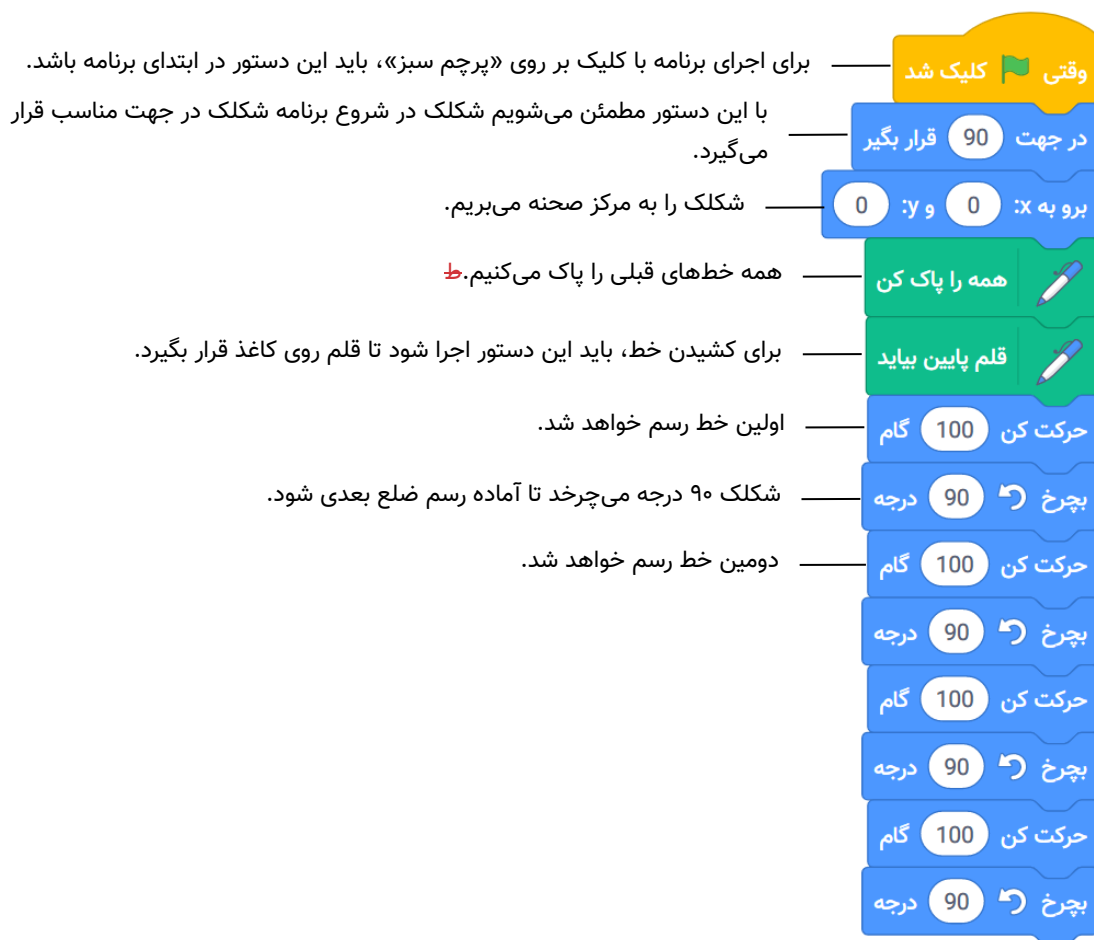 وقتی کلیک شد
برای اجرای برنامه با کلیک بر روی «پرچم سبز»، باید این دستور در ابتدای برنامه باشد.
در جهت 90 قرار بگیر
با این دستور مطمئن می‌شویم شکلک در شروع برنامه شکلک در جهت مناسب قرار
می‌گیرد.
برو به x: 0 و y: 0
شکلک را به مرکز صحنه می‌بریم.
همه را پاک کن
همه خط‌های قبلی را پاک می‌کنیم.ط
قلم پایین بیاید
برای کشیدن خط، باید این دستور اجرا شود تا قلم روی کاغذ قرار بگیرد.
حرکت کن 100 گام
اولین خط رسم خواهد شد.
بچرخ 90 درجه
شکلک ۹۰ درجه می‌چرخد تا آماده رسم ضلع بعدی شود.
حرکت کن 100 گام
دومین خط رسم خواهد شد.
بچرخ 90 درجه
حرکت کن 100 گام
بچرخ 90 درجه
حرکت کن 100 گام
بچرخ 90 درجه